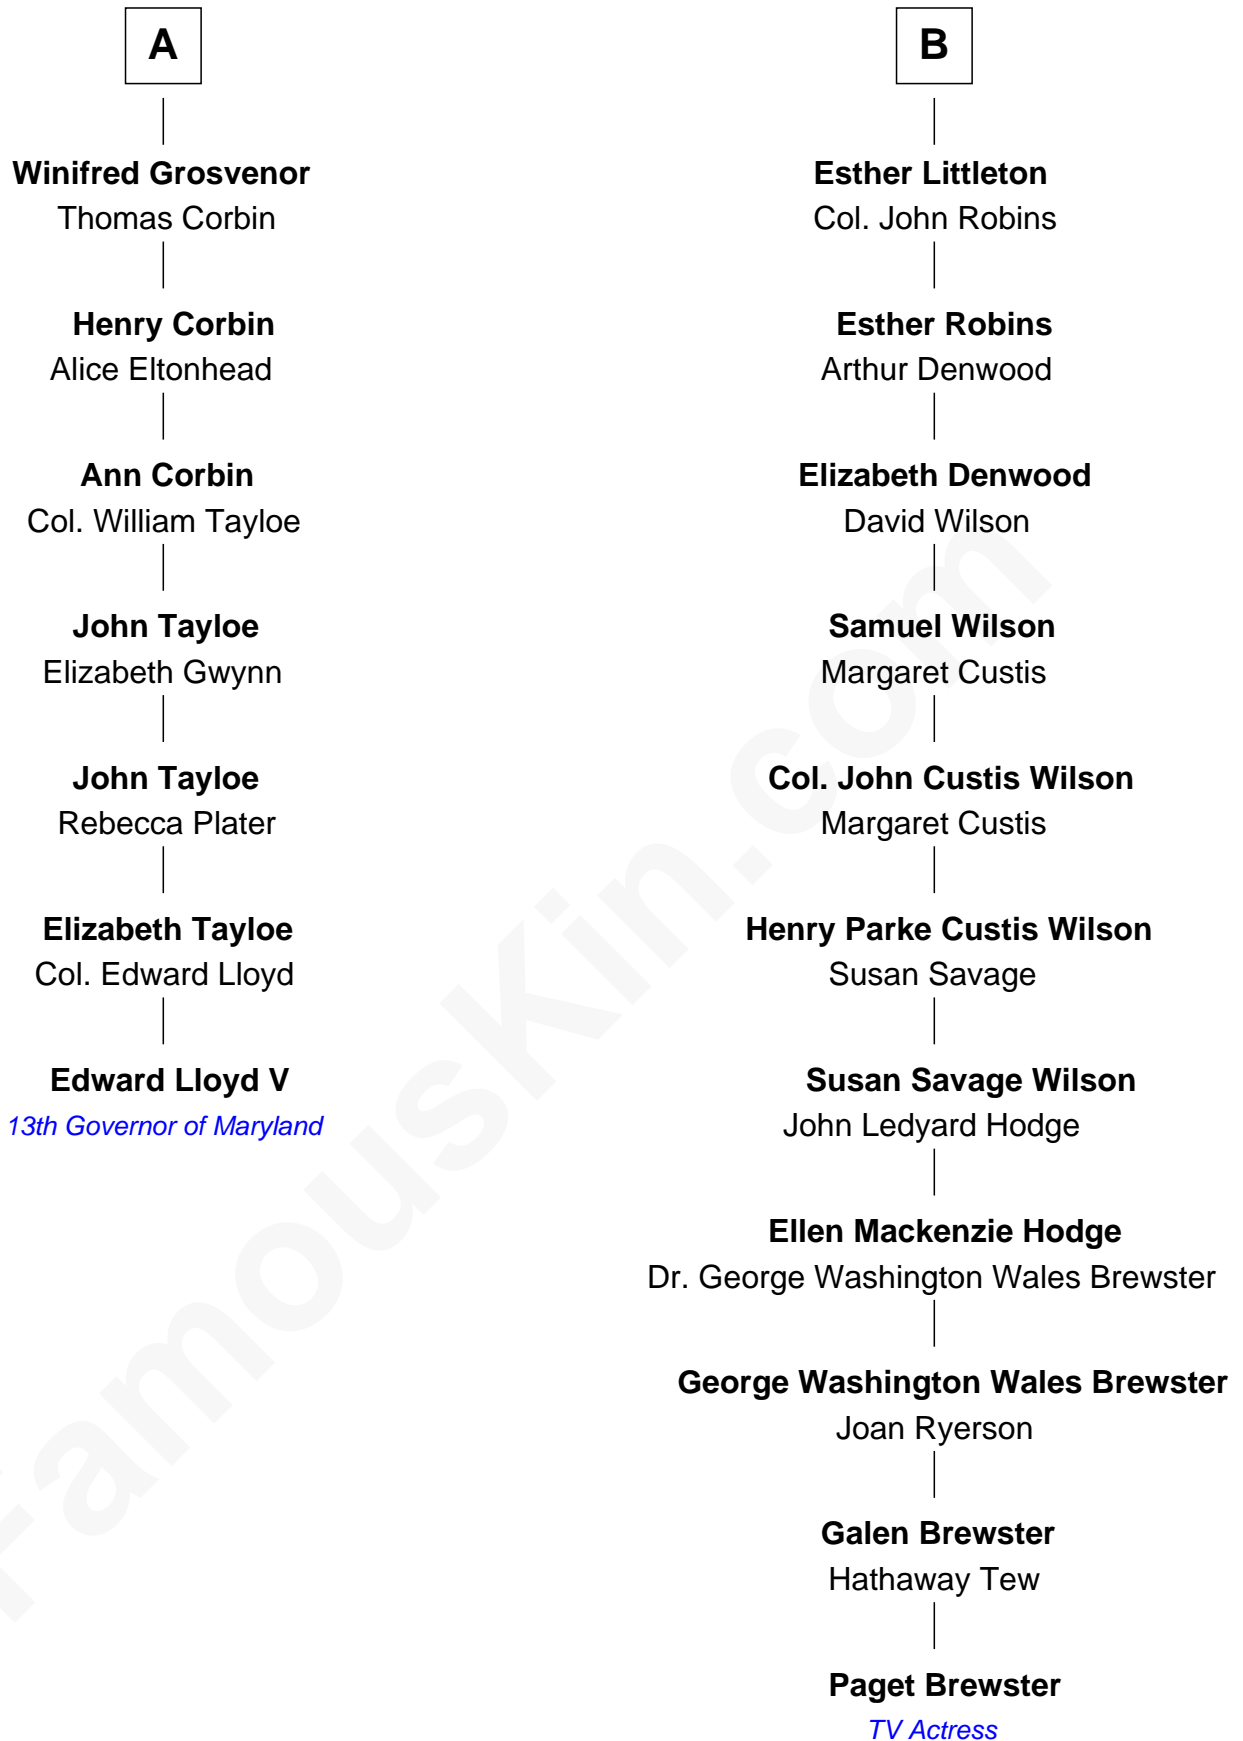 A
Winifred Grosvenor
Thomas Corbin
Henry Corbin
Alice Eltonhead
Ann Corbin
Col. William Tayloe
John Tayloe
Elizabeth Gwynn
John Tayloe
Rebecca Plater
Elizabeth Tayloe
Col. Edward Lloyd
Edward Lloyd V
13th Governor of Maryland
B
Esther Littleton
Col. John Robins
Esther Robins
Arthur Denwood
Elizabeth Denwood
David Wilson
Samuel Wilson
Margaret Custis
Col. John Custis Wilson
Margaret Custis
Henry Parke Custis Wilson
Susan Savage
Susan Savage Wilson
John Ledyard Hodge
Ellen Mackenzie Hodge
Dr. George Washington Wales Brewster
George Washington Wales Brewster
Joan Ryerson
Galen Brewster
Hathaway Tew
Paget Brewster
TV Actress
FamousKin.com